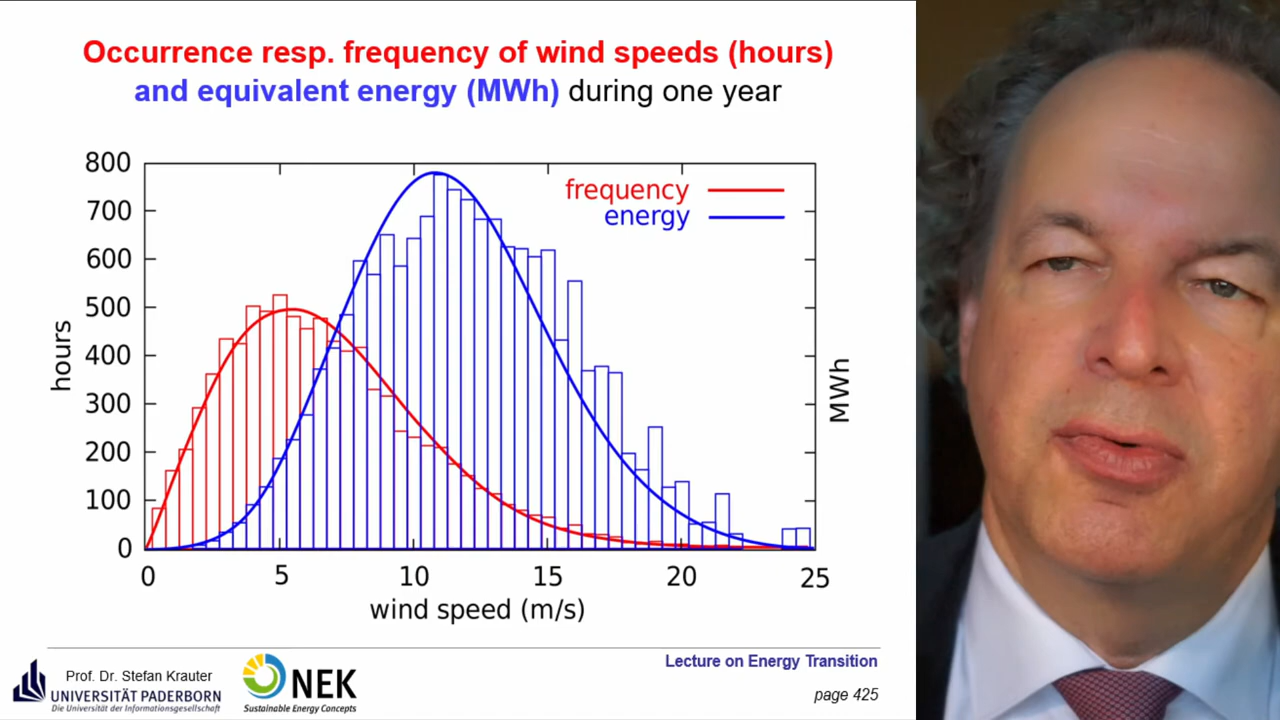 Occurrence resp. frequency of wind speeds (hours)
and equivalent energy (MWh) during one year
800
700
600
500
400
300
200
100
0
hours
frequency
energy
MWh
0 5 10 15 20 25
wind speed (m/s)
Prof. Dr. Stefan Krauter
UNIVERSITÄT PADERBORN
Die Universität der Informationsgesellschaft
NEK
Sustainable Energy Concepts
Lecture on Energy Transition
page 425